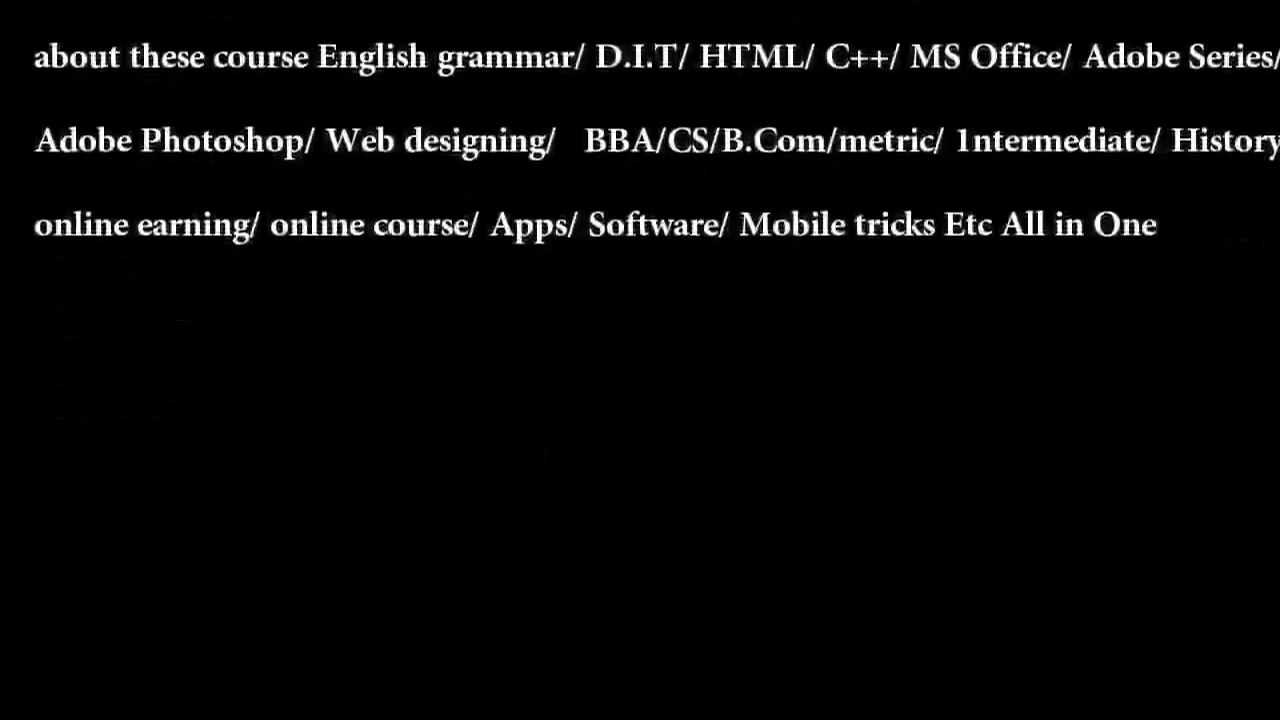 about these course English grammar/ D.I.T/ HTML/ C++/ MS Office/ Adobe Series/
Adobe Photoshop/ Web designing/ BBA/CS/B.Com/metric/ 1ntermediate/ History
online earning/ online course/ Apps/ Software/ Mobile tricks Etc All in One